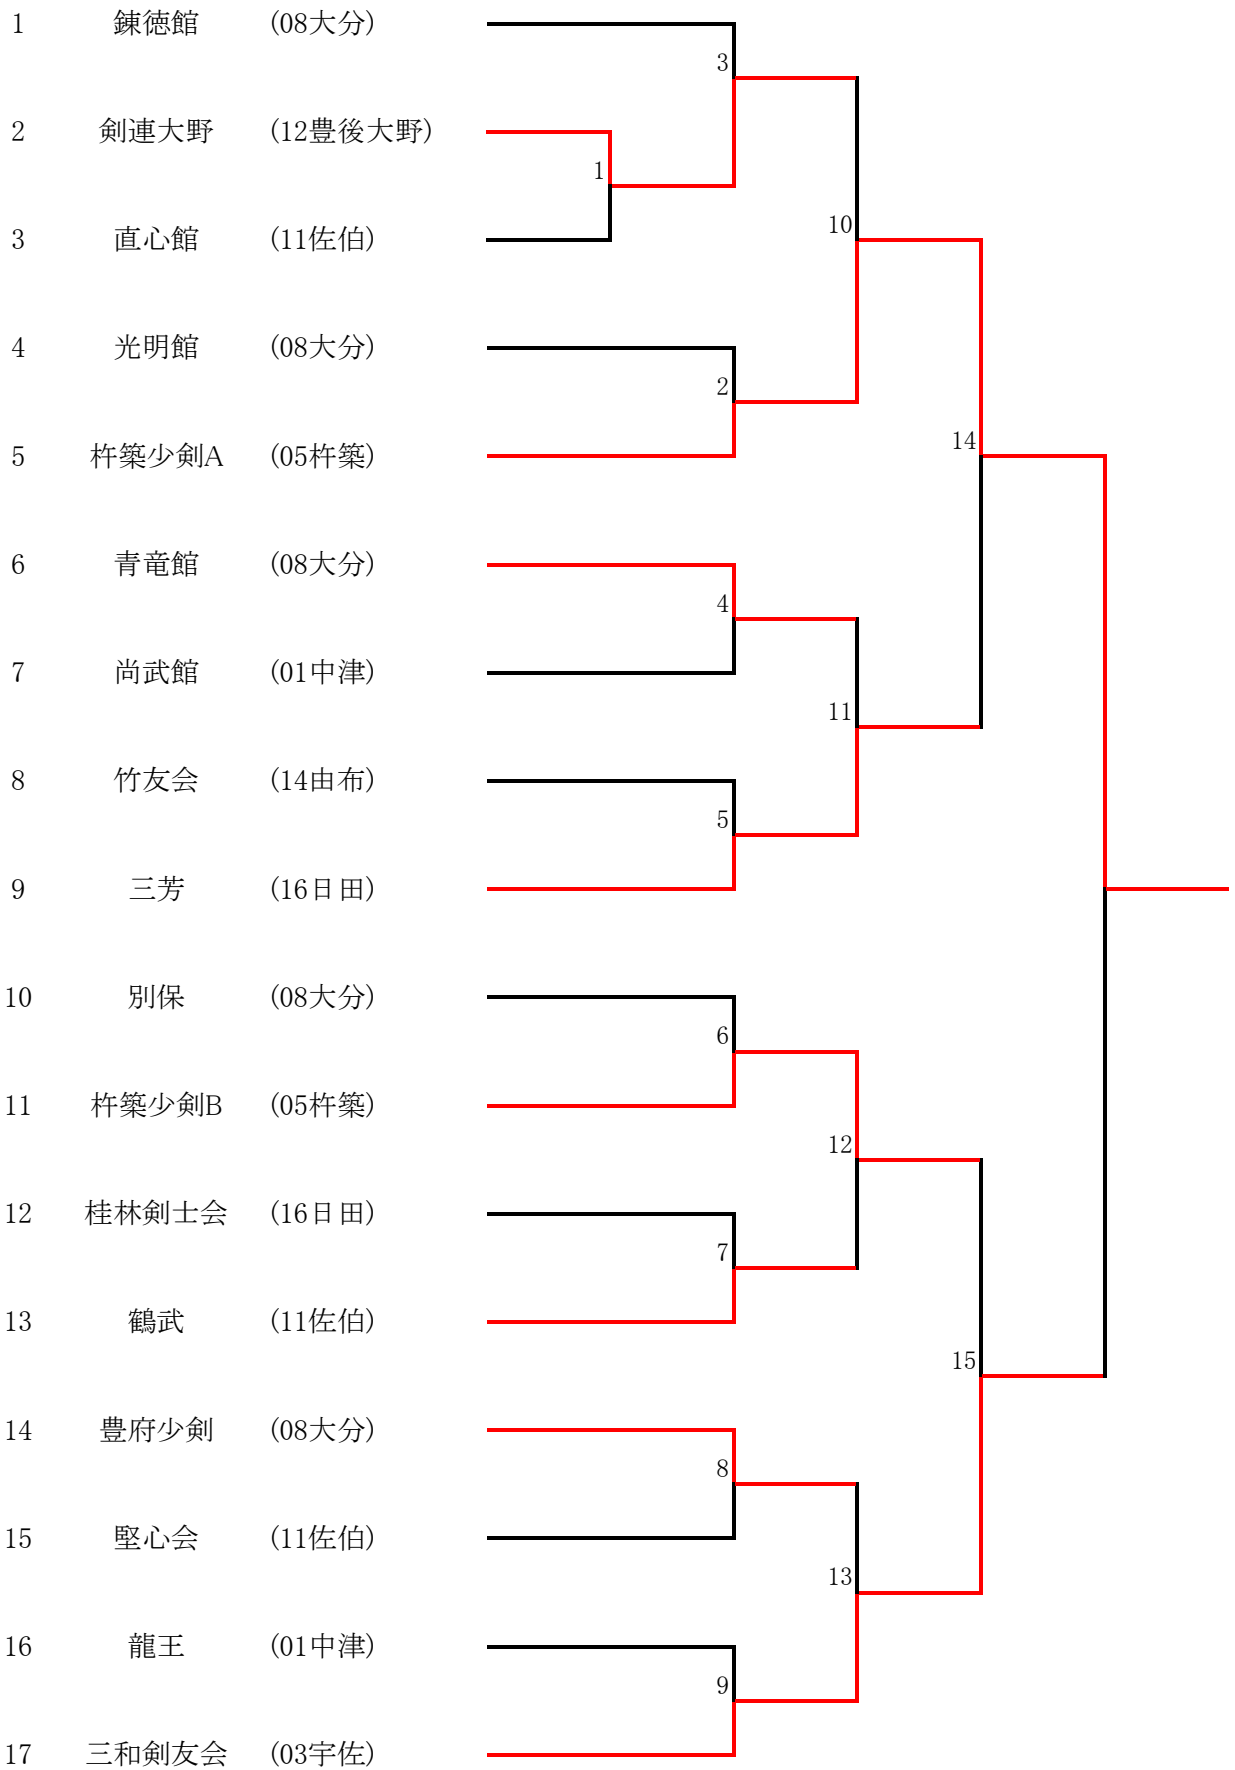 1 錬徳館 (08大分)
3
2 剣連大野 (12豊後大野)
1
10
3 直心館 (11佐伯)
4 光明館 (08大分)
2
14
5 杵築少剣A (05杵築)
6 青竜館 (08大分)
4
7 尚武館 (01中津)
11
8 竹友会 (14由布)
5
9 三芳 (16日田)
10 別保 (08大分)
6
11 杵築少剣B (05杵築)
12
12 桂林剣士会 (16日田)
7
13 鶴武 (11佐伯)
15
14 豊府少剣 (08大分)
8
15 堅心会 (11佐伯)
13
16 龍王 (01中津)
9
17 三和剣友会 (03宇佐)